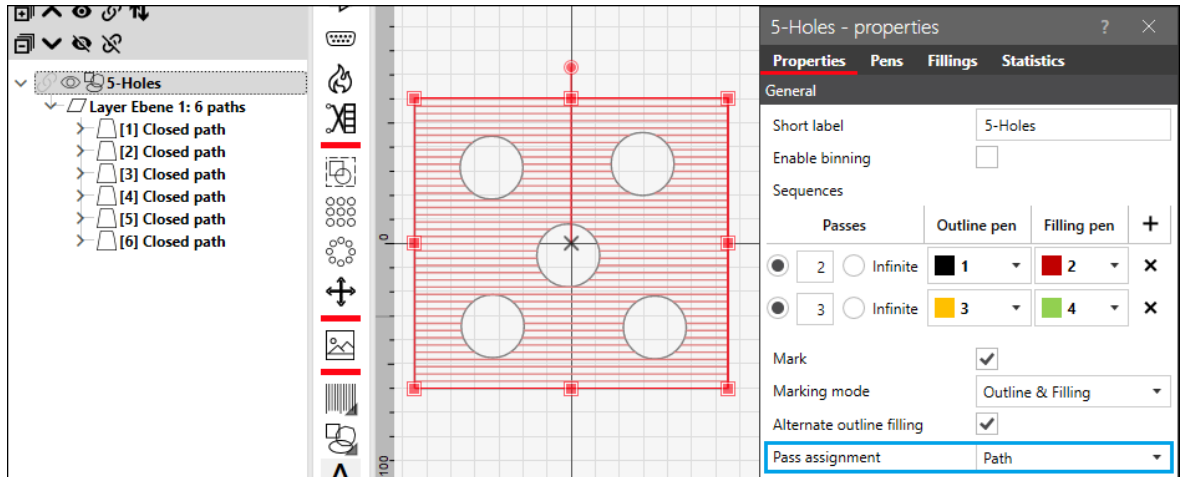 5-Holes
Layer Ebene 1: 6 paths
[1] Closed path
[2] Closed path
[3] Closed path
[4] Closed path
[5] Closed path
[6] Closed path
0
100
5-Holes - properties
Properties Pens Fillings Statistics
General
Short label 5-Holes
Enable binning
Sequences
Passes Outline pen Filling pen
2 Infinite 1 2
3 Infinite 3 4
Mark
Marking mode Outline & Filling
Alternate outline filling
Pass assignment Path